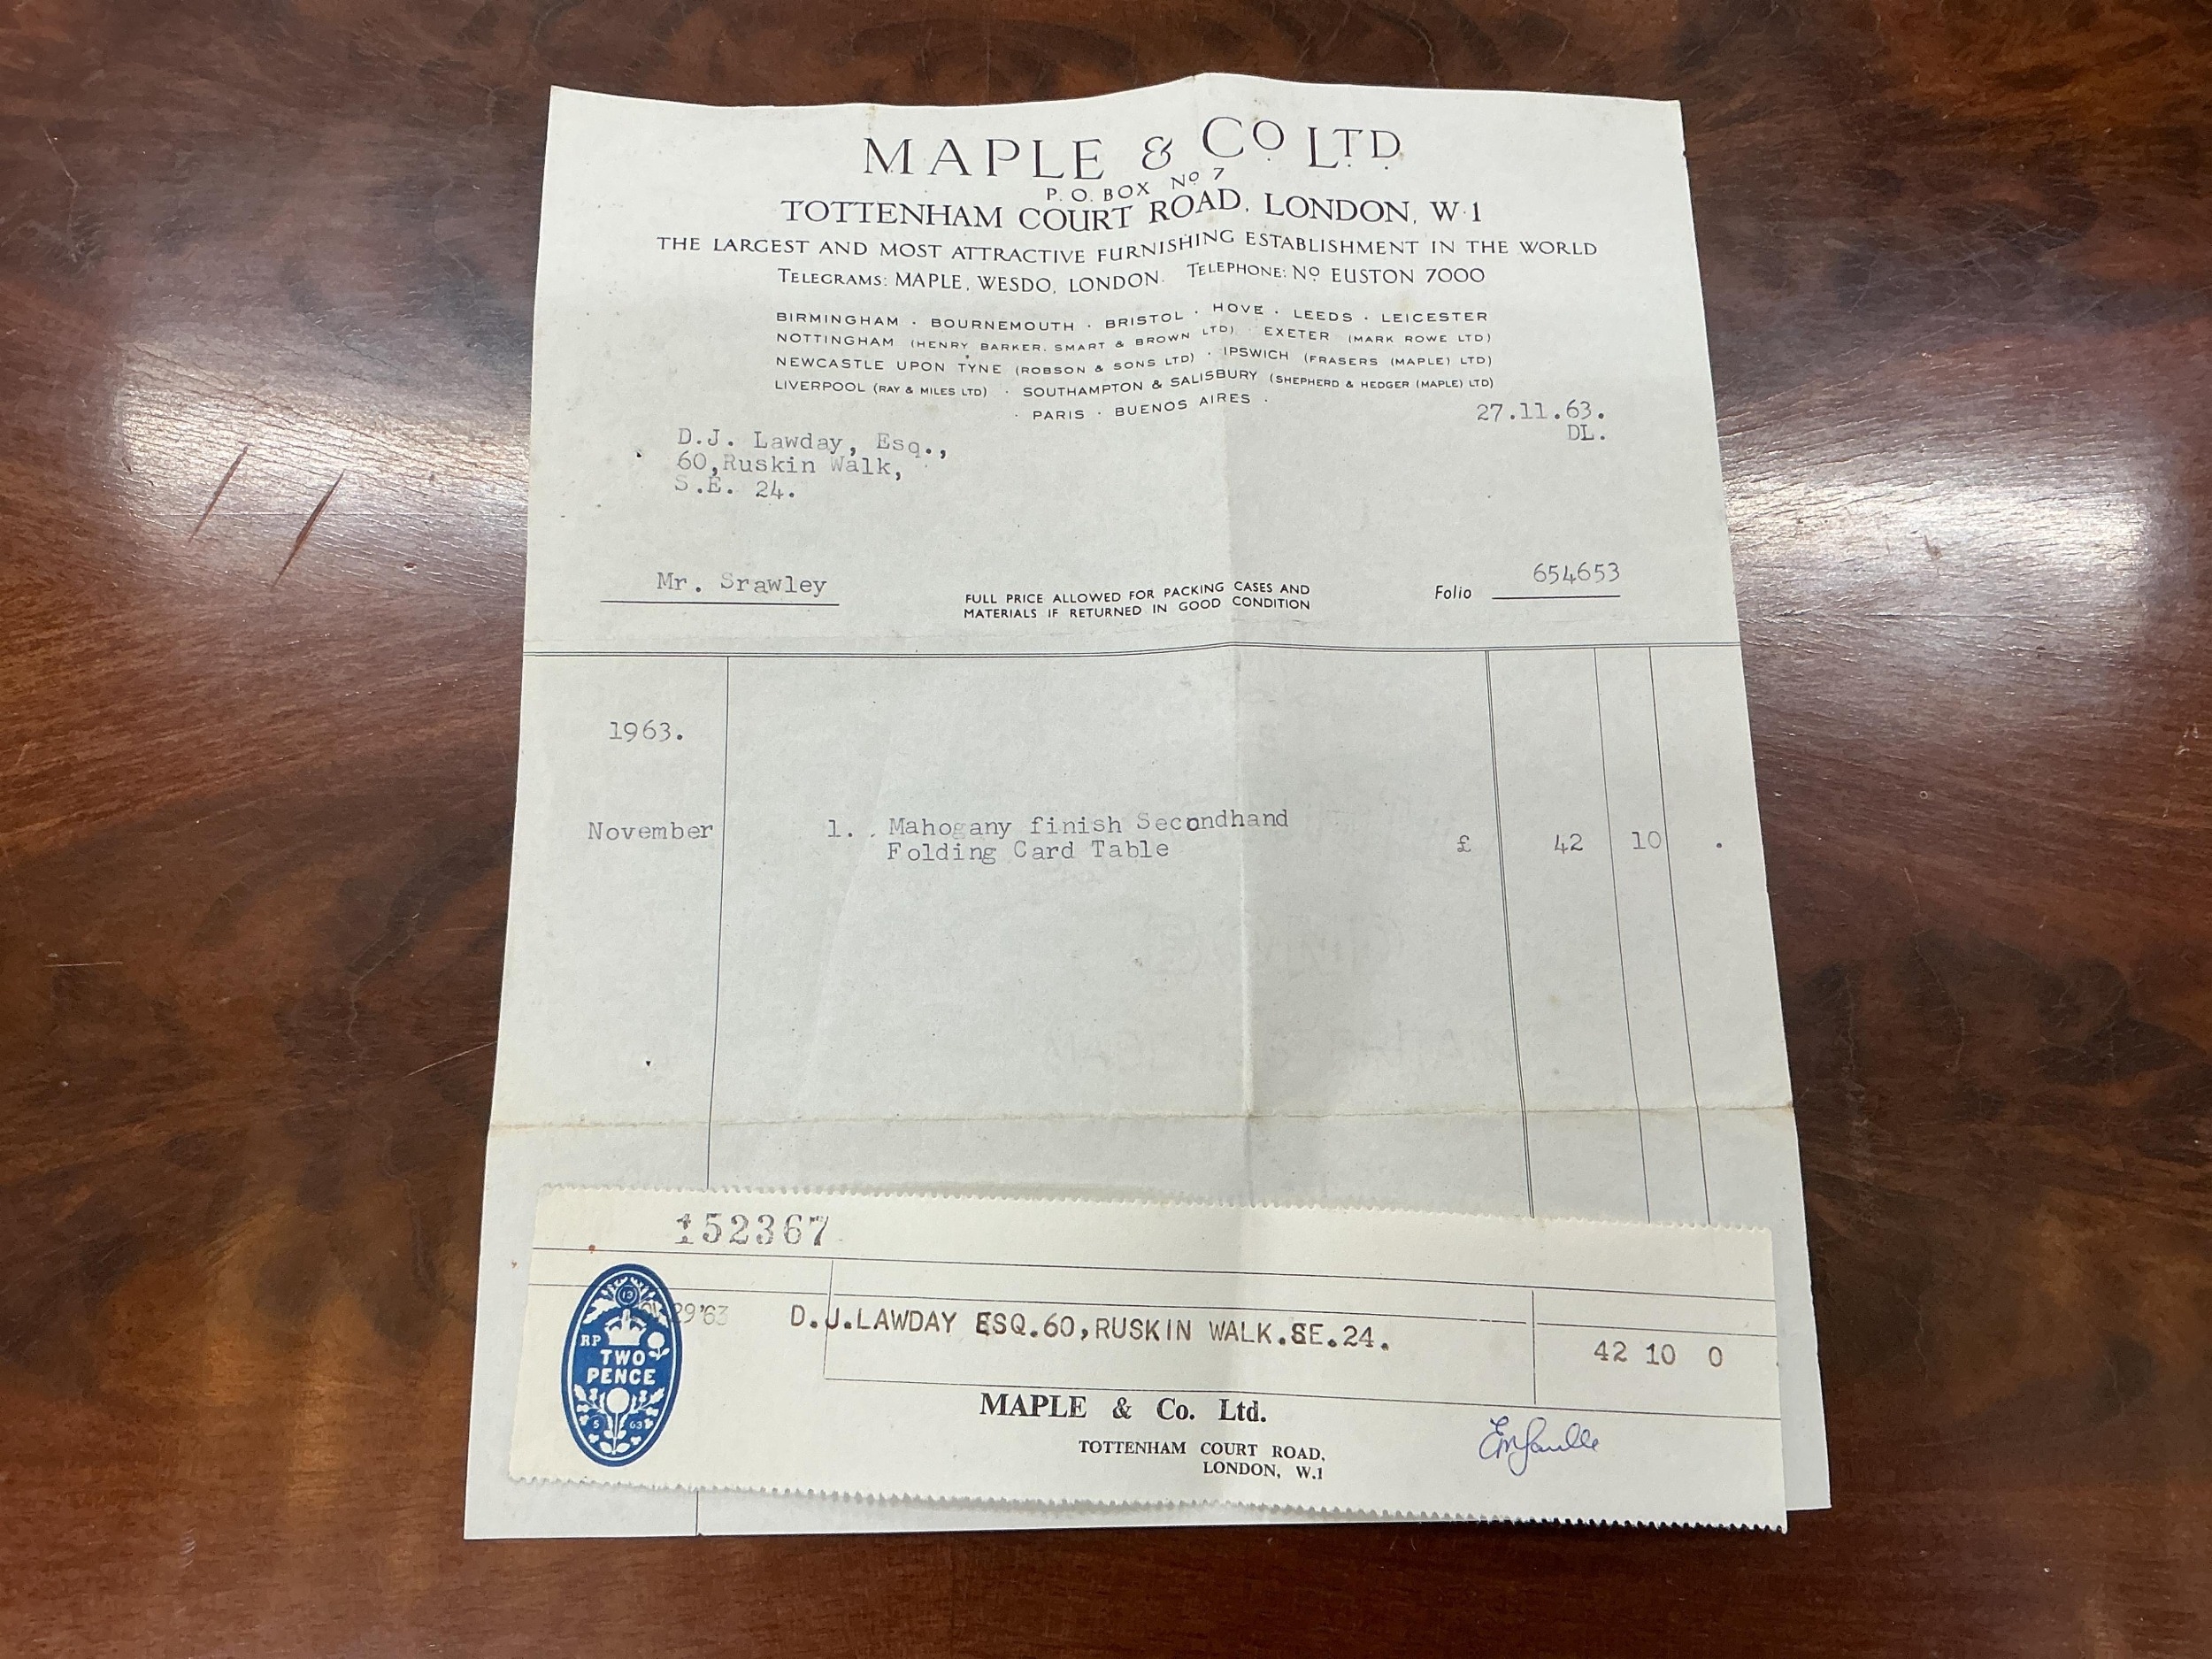 MAPLE & CO LTD
P. O. BOX No 7
TOTTENHAM COURT ROAD, LONDON, W·1
THE LARGEST AND MOST ATTRACTIVE FURNISHING ESTABLISHMENT IN THE WORLD
TELEGRAMS: MAPLE, WESDO, LONDON. TELEPHONE: No EUSTON 7000
BIRMINGHAM · BOURNEMOUTH · BRISTOL · HOVE · LEEDS · LEICESTER
NOTTINGHAM (HENRY BARKER, SMART & BROWN LTD) · EXETER (MARK ROWE LTD)
NEWCASTLE UPON TYNE (ROBSON & SONS LTD) · IPSWICH (FRASERS (MAPLE) LTD)
LIVERPOOL (RAY & MILES LTD) · SOUTHAMPTON & SALISBURY (SHEPHERD & HEDGER (MAPLE) LTD)
· PARIS · BUENOS AIRES ·
27.11.63.
DL.
D.J. Lawday, Esq.,
60,Ruskin Walk,
S.E. 24.
Mr. Srawley
FULL PRICE ALLOWED FOR PACKING CASES AND
MATERIALS IF RETURNED IN GOOD CONDITION
Folio 654653
1963.
November 1. Mahogany finish Secondhand
Folding Card Table £ 42 10 .
152367
29'63 D.J.LAWDAY ESQ.60,RUSKIN WALK.SE.24.
42 10 0
RP
TWO
PENCE
5 63
MAPLE & Co. Ltd.
TOTTENHAM COURT ROAD,
LONDON, W.1